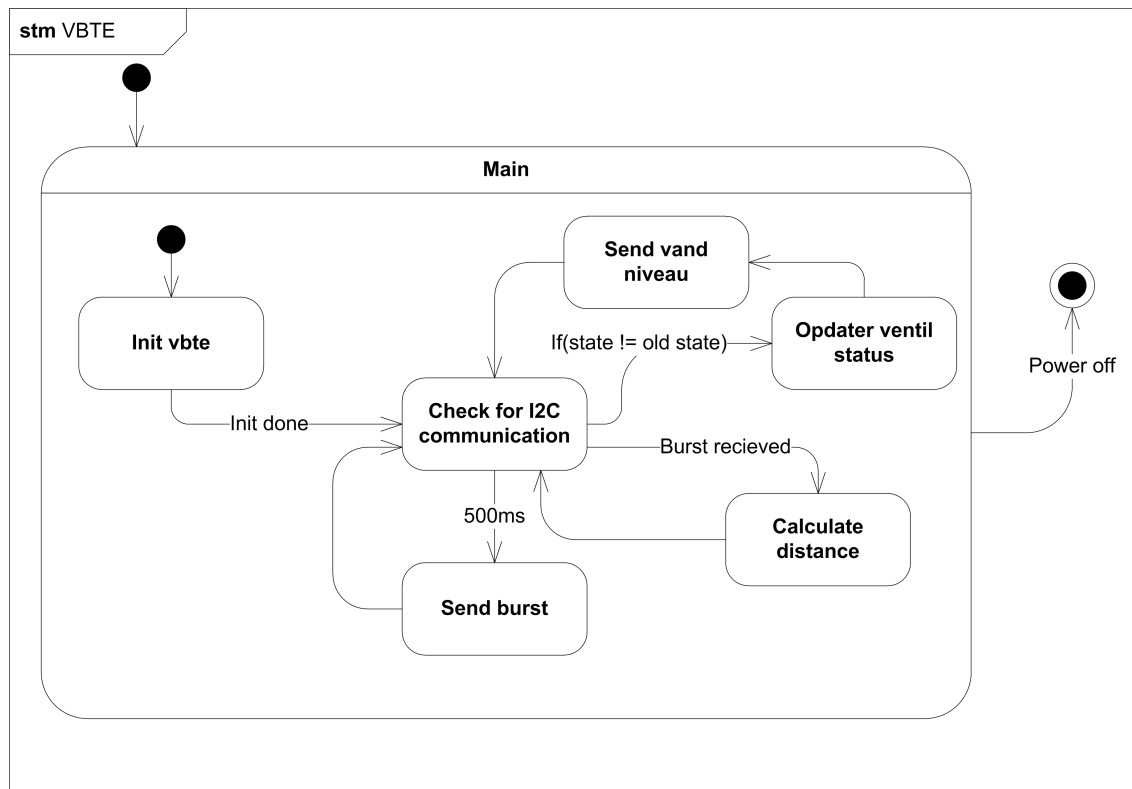 stm VBTE
Main
Send vand
niveau
Init vbte
If(state != old state)
Opdater ventil
status
Power off
Init done
Check for I2C
communication
Burst recieved
500ms
Calculate
distance
Send burst